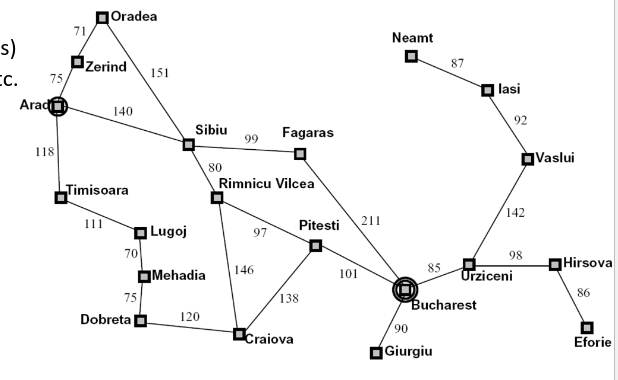 Oradea
71
Neamt
s)
87
Zerind
151
75
tc.
Iasi
Arad
140
92
Sibiu
Fagaras
118
99
Vaslui
80
Timisoara
Rimnicu Vilcea
211
142
111
Lugoj
97
Pitesti
70
98
Hirsova
146
101
85
Mehadia
Urziceni
75
138
86
Bucharest
Dobreta
120
90
Craiova
Eforie
Giurgiu